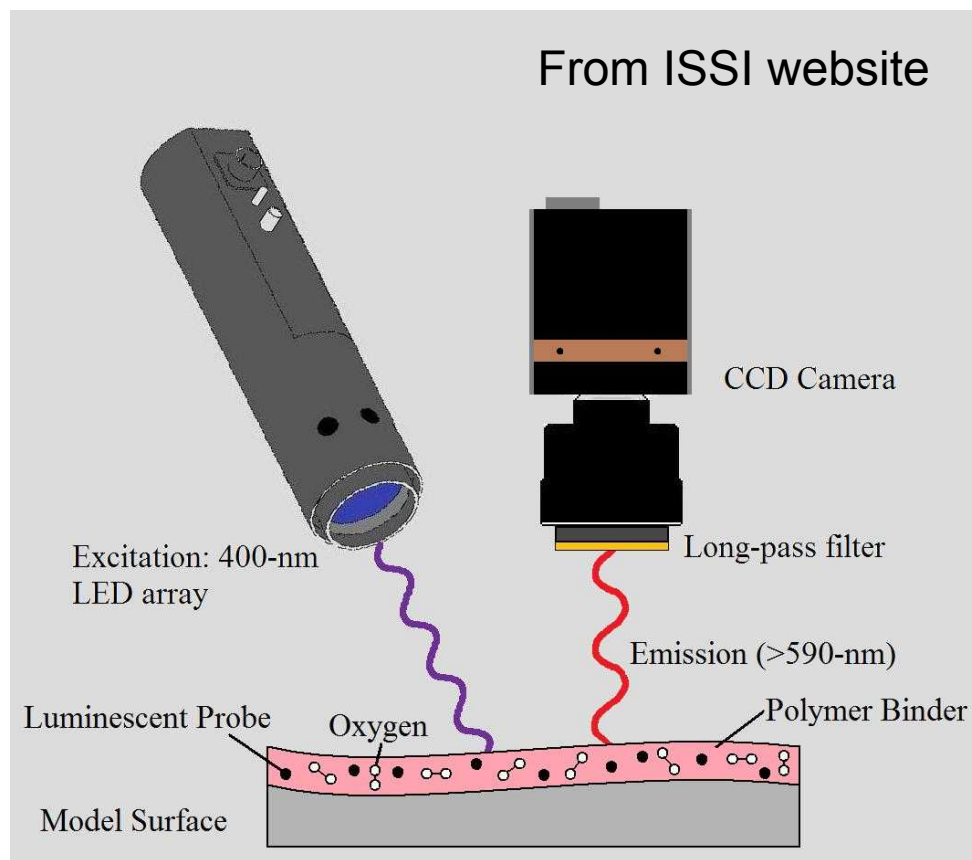 From ISSI website
CCD Camera
Excitation: 400-nm
LED array
Long-pass filter
Emission (>590-nm)
Luminescent Probe
Oxygen
Polymer Binder
Model Surface